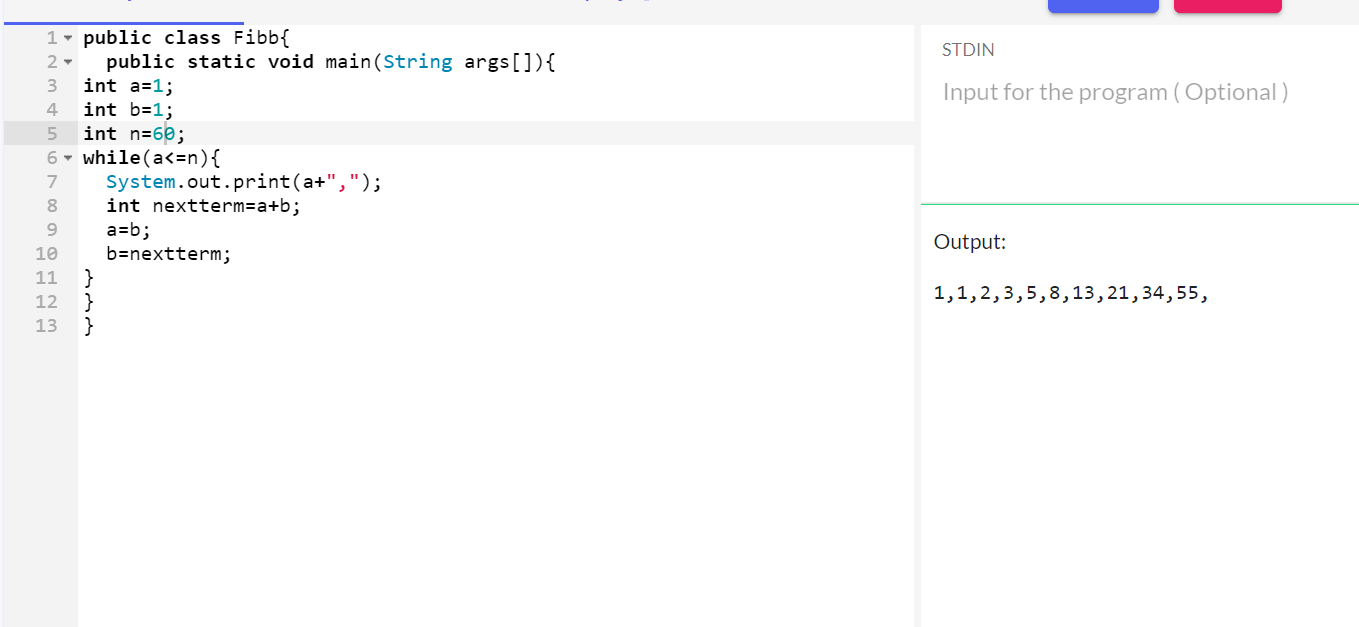 1 public class Fibb{
2 public static void main(String args[]){
3 int a=1;
4 int b=1;
5 int n=60;
6 while(a<=n){
7 System.out.print(a+",");
8 int nextterm=a+b;
9 a=b;
10 b=nextterm;
11 }
12 }
13 }
STDIN
Input for the program ( Optional )
Output:
1,1,2,3,5,8,13,21,34,55,